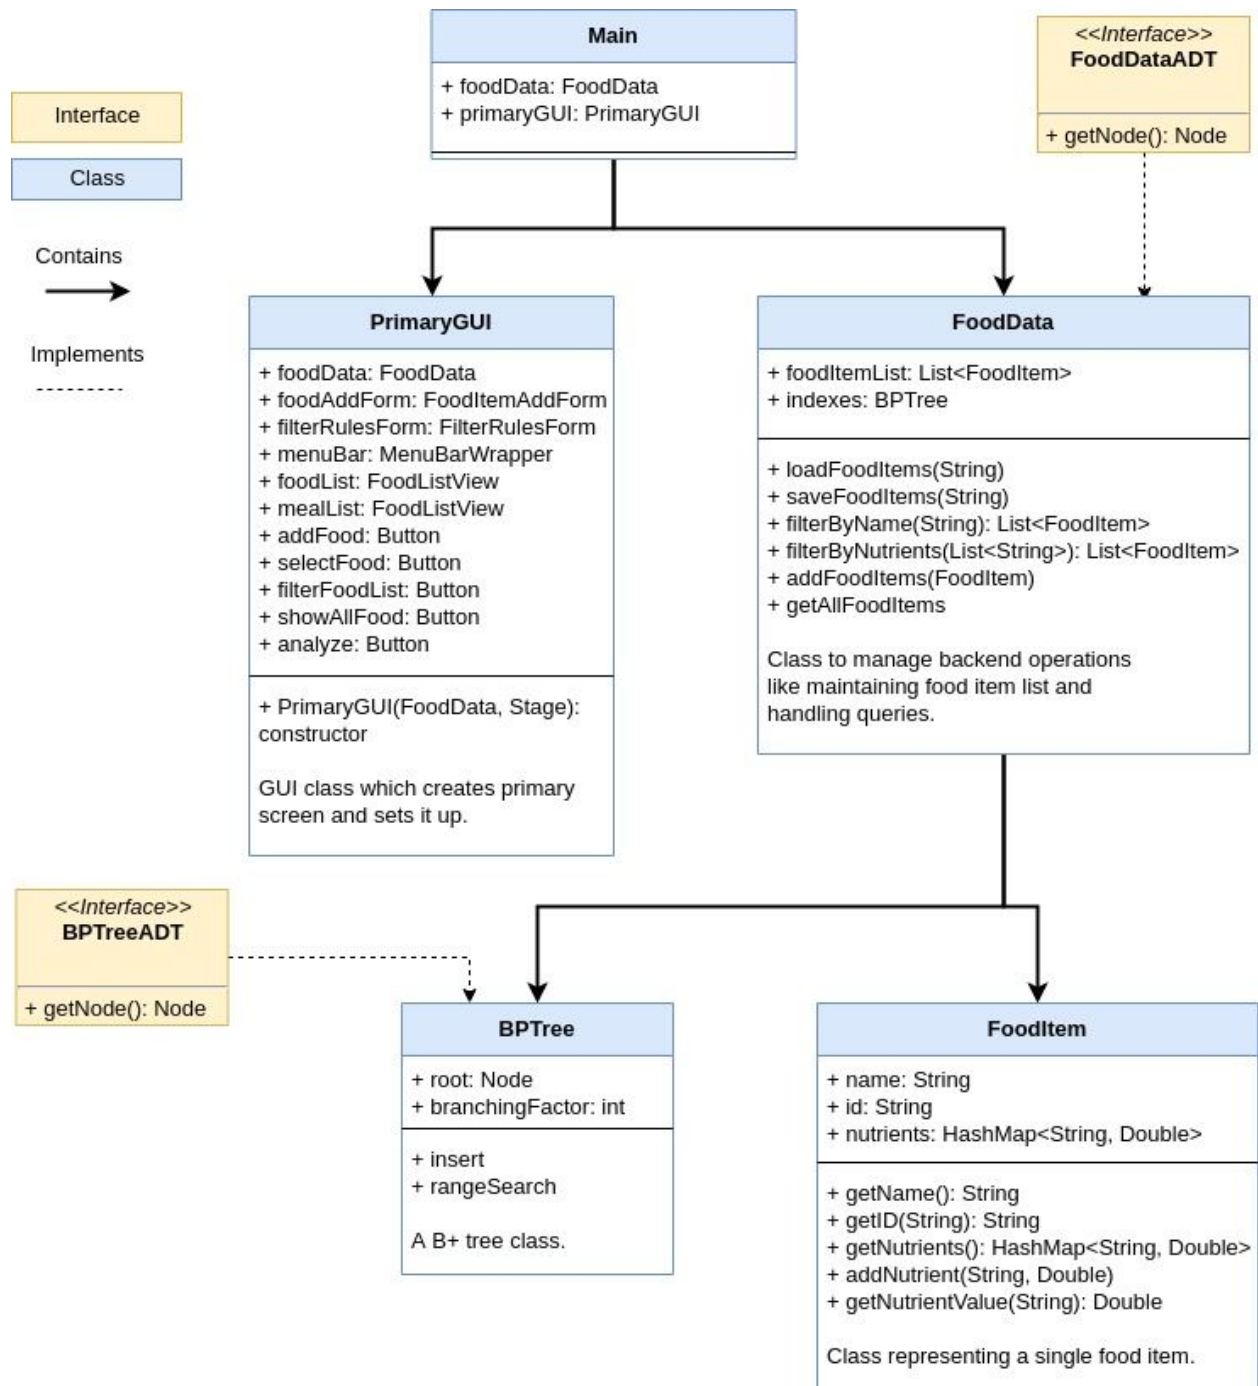 Main
+ foodData: FoodData
+ primaryGUI: PrimaryGUI
<<Interface>>
FoodDataADT
+ getNode(): Node
Interface
Class
Contains
Implements
PrimaryGUI
+ foodData: FoodData
+ foodAddForm: FoodItemAddForm
+ filterRulesForm: FilterRulesForm
+ menuBar: MenuBarWrapper
+ foodList: FoodListView
+ mealList: FoodListView
+ addFood: Button
+ selectFood: Button
+ filterFoodList: Button
+ showAllFood: Button
+ analyze: Button
+ PrimaryGUI(FoodData, Stage):
constructor
GUI class which creates primary
screen and sets it up.
FoodData
+ foodItemList: List<FoodItem>
+ indexes: BPTree
+ loadFoodItems(String)
+ saveFoodItems(String)
+ filterByName(String): List<FoodItem>
+ filterByNutrients(List<String>): List<FoodItem>
+ addFoodItems(FoodItem)
+ getAllFoodItems
Class to manage backend operations
like maintaining food item list and
handling queries.
<<Interface>>
BPTreeADT
+ getNode(): Node
BPTree
+ root: Node
+ branchingFactor: int
+ insert
+ rangeSearch
A B+ tree class.
FoodItem
+ name: String
+ id: String
+ nutrients: HashMap<String, Double>
+ getName(): String
+ getID(String): String
+ getNutrients(): HashMap<String, Double>
+ addNutrient(String, Double)
+ getNutrientValue(String): Double
Class representing a single food item.